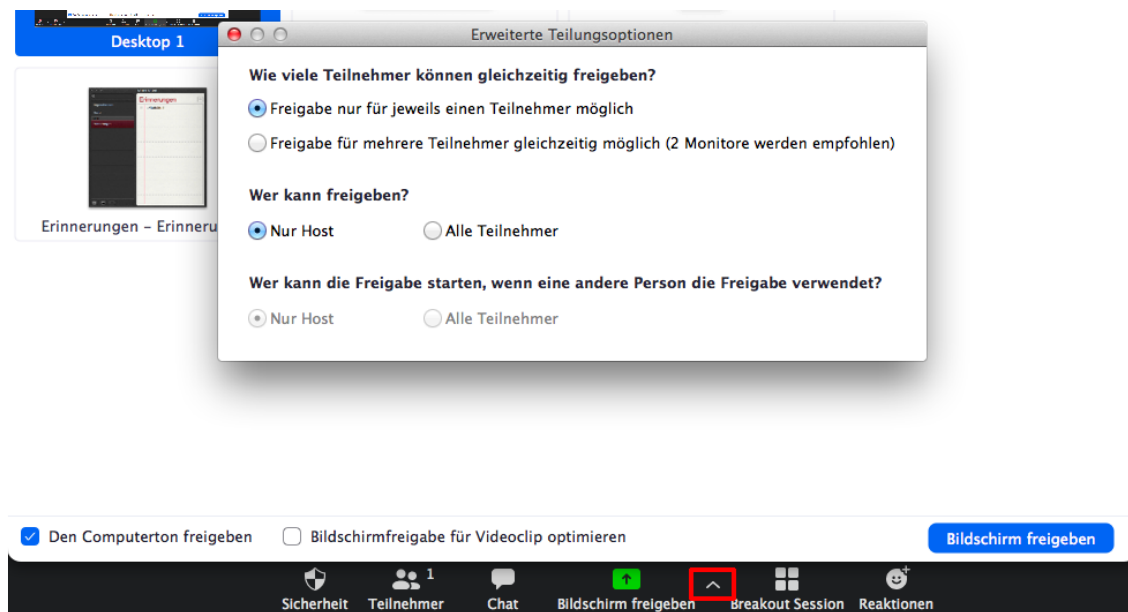 Desktop 1
Erweiterte Teilungsoptionen
Wie viele Teilnehmer können gleichzeitig freigeben?
Freigabe nur für jeweils einen Teilnehmer möglich
Freigabe für mehrere Teilnehmer gleichzeitig möglich (2 Monitore werden empfohlen)
Wer kann freigeben?
Nur Host Alle Teilnehmer
Wer kann die Freigabe starten, wenn eine andere Person die Freigabe verwendet?
Nur Host Alle Teilnehmer
Erinnerungen
Erinnerungen – Erinneru
Den Computerton freigeben Bildschirmfreigabe für Videoclip optimieren Bildschirm freigeben
1
Sicherheit Teilnehmer Chat Bildschirm freigeben Breakout Session Reaktionen